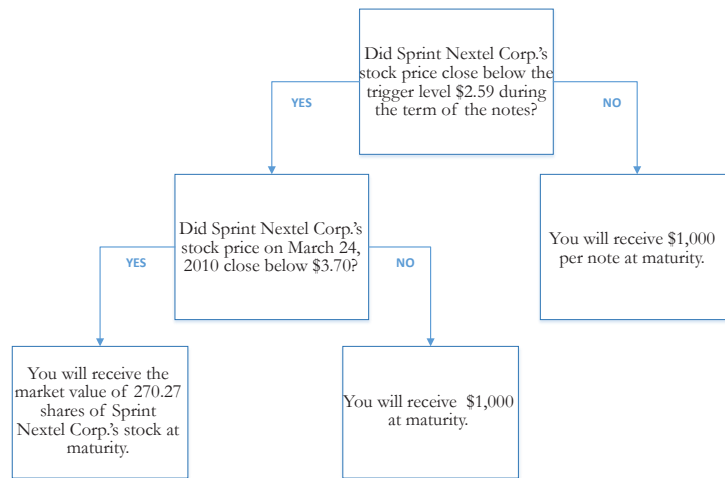 Did Sprint Nextel Corp.'s
stock price close below the
trigger level $2.59 during
the term of the notes?
YES
NO
Did Sprint Nextel Corp.'s
stock price on March 24,
2010 close below $3.70?
You will receive $1,000
per note at maturity.
YES
NO
You will receive the
market value of 270.27
shares of Sprint
Nextel Corp.'s stock at
maturity.
You will receive $1,000
at maturity.